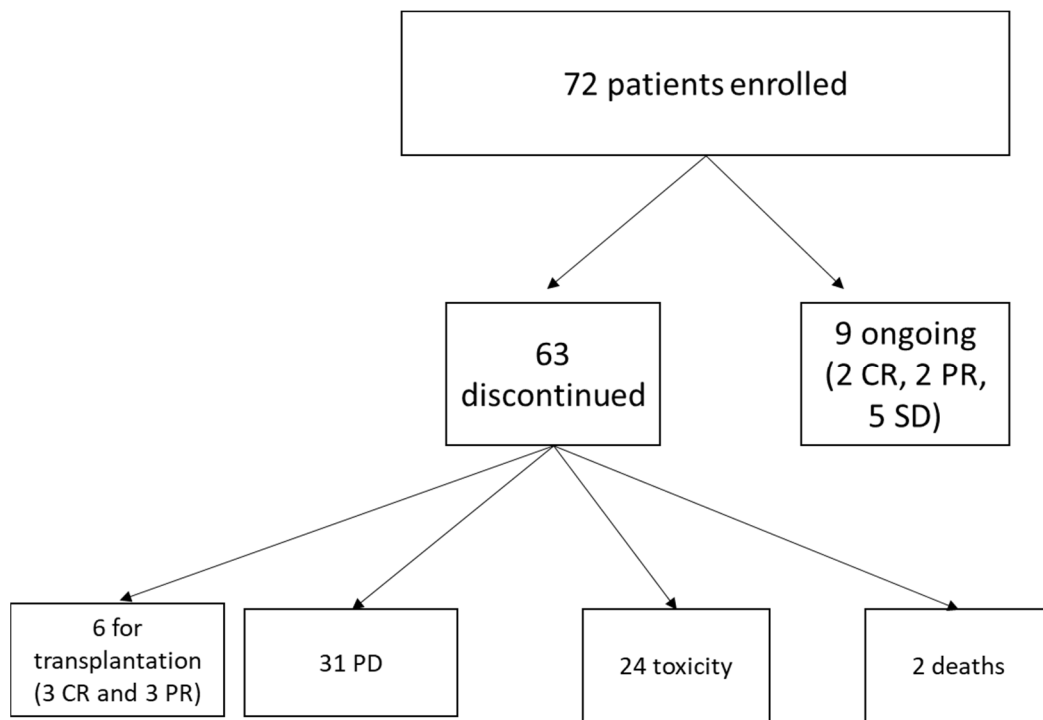 72 patients enrolled
63
discontinued
9 ongoing
(2 CR, 2 PR,
5 SD)
6 for
transplantation
(3 CR and 3 PR)
31 PD
24 toxicity
2 deaths